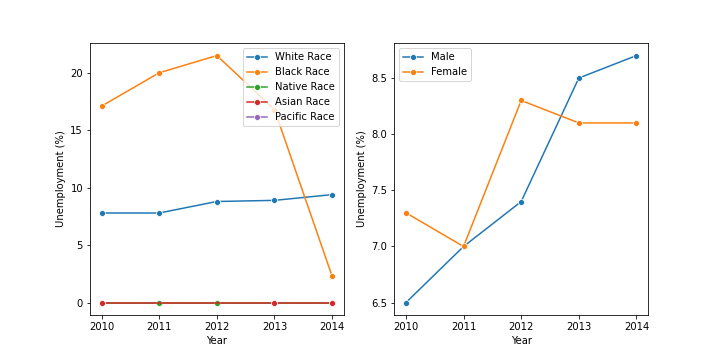 White Race
Black Race
Native Race
Asian Race
Pacific Race
20
15
10
5
0
Unemployment (%)
2010 2011 2012 2013 2014
Year
Male
Female
8.5
8.0
7.5
7.0
6.5
Unemployment (%)
2010 2011 2012 2013 2014
Year